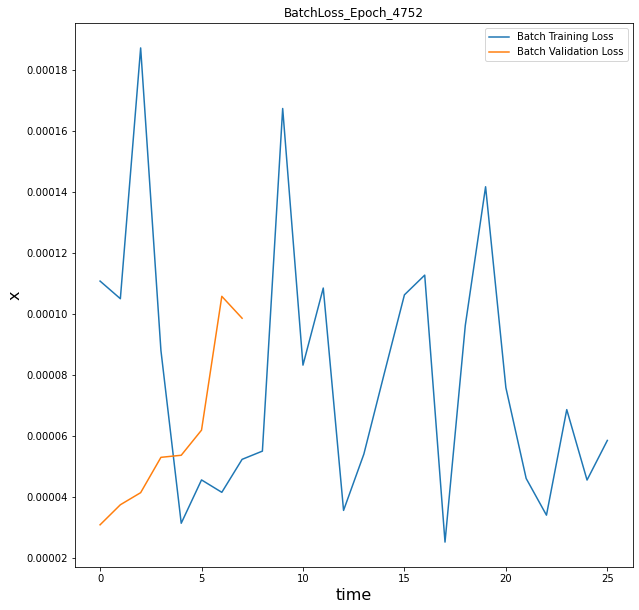 BatchLoss_Epoch_4752
Batch Training Loss
Batch Validation Loss
0.00018
0.00016
0.00014
0.00012
0.00010
0.00008
0.00006
0.00004
0.00002
x
0 5 10 15 20 25
time